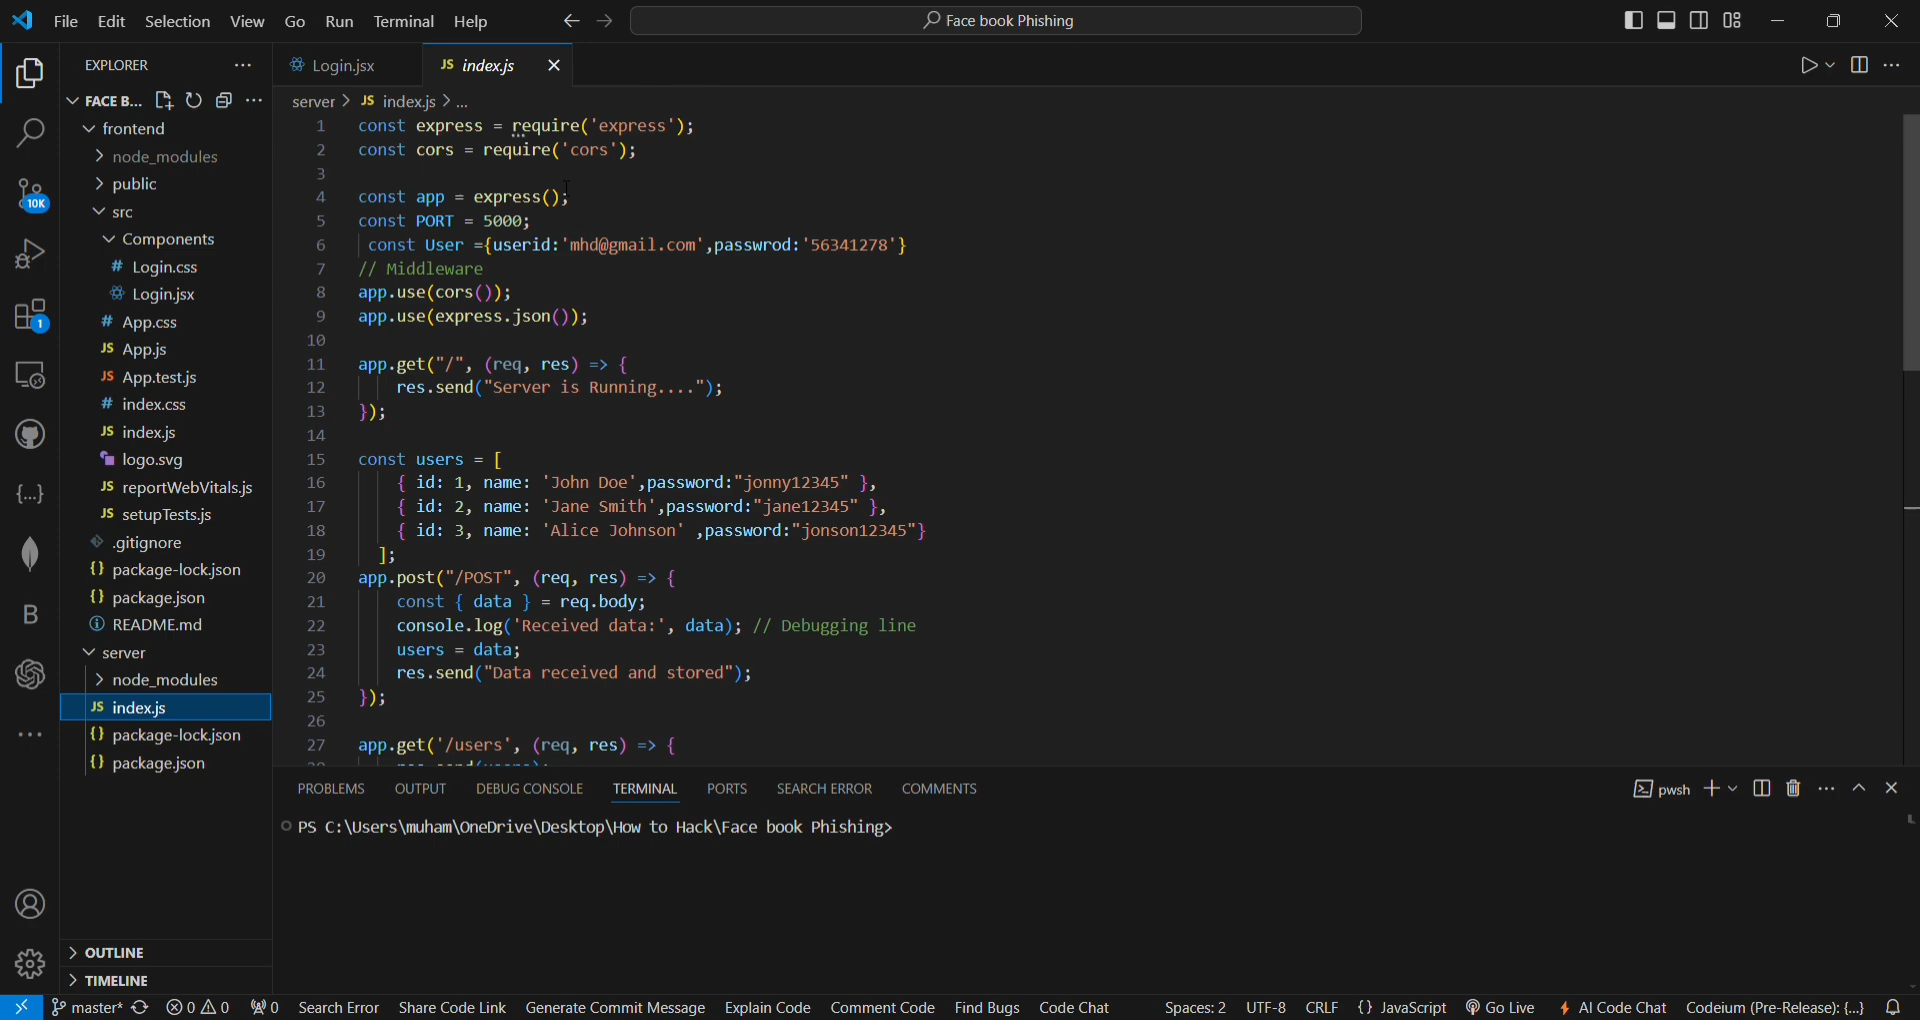 File Edit Selection View Go Run Terminal Help
Face book Phishing
EXPLORER
Login.jsx
JS index.js
FACE B...
server > JS index.js > ...
frontend
node_modules
public
src
Components
# Login.css
Login.jsx
# App.css
JS App.js
JS App.test.js
# index.css
JS index.js
logo.svg
JS reportWebVitals.js
JS setupTests.js
.gitignore
{} package-lock.json
{} package.json
README.md
server
node_modules
JS index.js
{} package-lock.json
{} package.json
OUTLINE
TIMELINE
10K
1
1 const express = require('express');
2 const cors = require('cors');
3
4 const app = express();
5 const PORT = 5000;
6 const User ={userid:'mhd@gmail.com',passwrod:'56341278'}
7 // Middleware
8 app.use(cors());
9 app.use(express.json());
10
11 app.get("/", (req, res) => {
12 res.send("Server is Running....");
13 });
14
15 const users = [
16 { id: 1, name: 'John Doe',password:"jonny12345" },
17 { id: 2, name: 'Jane Smith',password:"jane12345" },
18 { id: 3, name: 'Alice Johnson' ,password:"jonson12345"}
19 ];
20 app.post("/POST", (req, res) => {
21 const { data } = req.body;
22 console.log('Received data:', data); // Debugging line
23 users = data;
24 res.send("Data received and stored");
25 });
26
27 app.get('/users', (req, res) => {
PROBLEMS OUTPUT DEBUG CONSOLE TERMINAL PORTS SEARCH ERROR COMMENTS
pwsh
PS C:\Users\muham\OneDrive\Desktop\How to Hack\Face book Phishing>
master* 0 0 0 Search Error Share Code Link Generate Commit Message Explain Code Comment Code Find Bugs Code Chat Spaces: 2 UTF-8 CRLF {} JavaScript Go Live AI Code Chat Codeium (Pre-Release): {...}